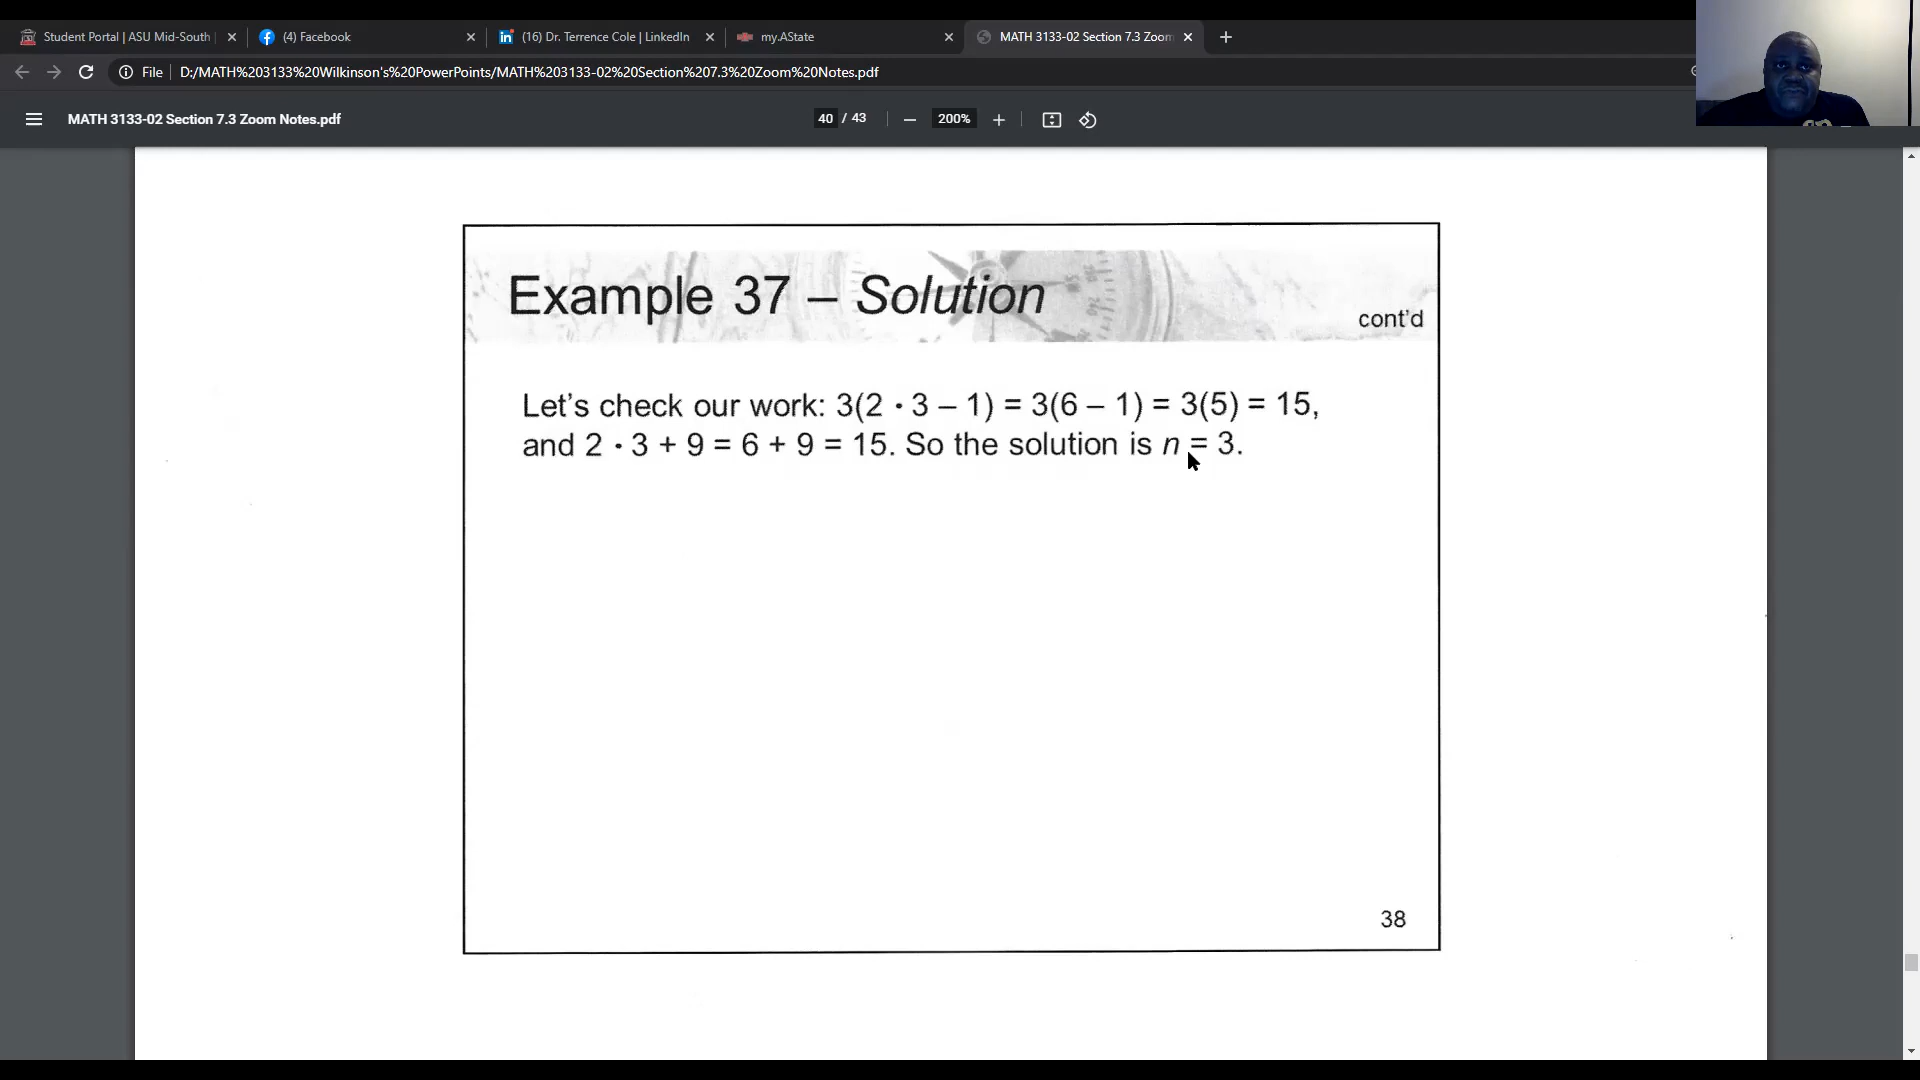 Student Portal | ASU Mid-South
(4) Facebook
(16) Dr. Terrence Cole | LinkedIn
my.AState
MATH 3133-02 Section 7.3 Zoom
File
D:/MATH%203133%20Wilkinson's%20PowerPoints/MATH%203133-02%20Section%207.3%20Zoom%20Notes.pdf
MATH 3133-02 Section 7.3 Zoom Notes.pdf
40 / 43
200%
Example 37 – Solution
cont'd
Let's check our work: 3(2 · 3 – 1) = 3(6 – 1) = 3(5) = 15,
and 2 · 3 + 9 = 6 + 9 = 15. So the solution is n = 3.
38